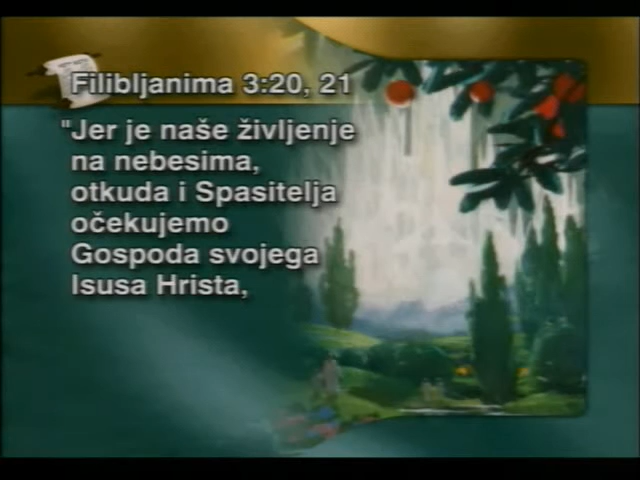 Filibljanima 3:20, 21
"Jer je naše življenje
na nebesima,
otkuda i Spasitelja
očekujemo
Gospoda svojega
Isusa Hrista,